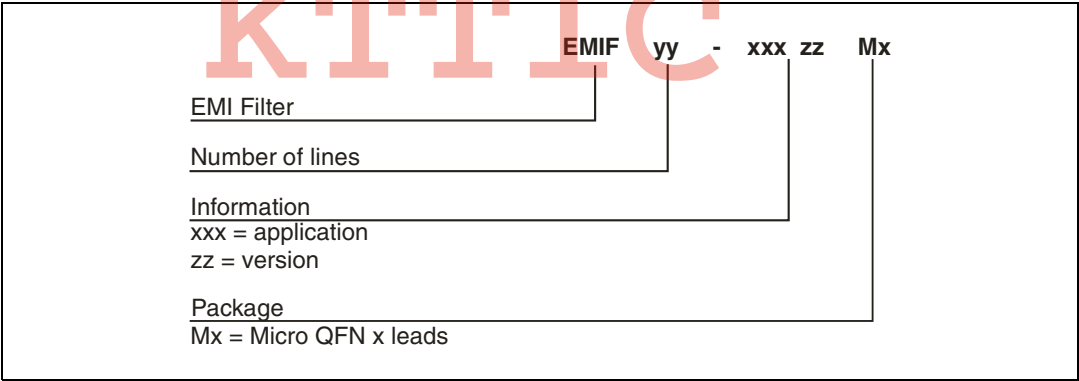 KTTIC
EMIF yy - xxx zz Mx
EMI Filter
Number of lines
Information
xxx = application
zz = version
Package
Mx = Micro QFN x leads